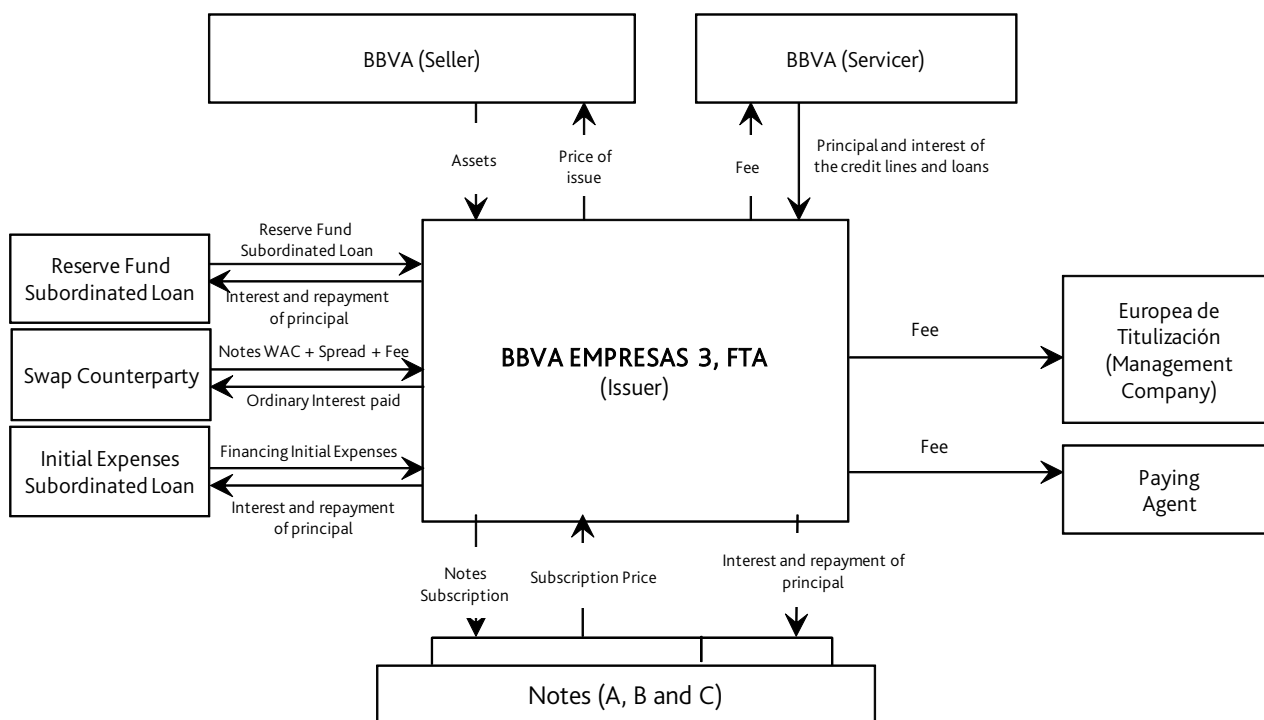 BBVA (Seller)
BBVA (Servicer)
Assets
Price of
issue
Fee
Principal and interest of
the credit lines and loans
Reserve Fund
Subordinated Loan
Reserve Fund
Subordinated Loan
Interest and repayment
of principal
Swap Counterparty
Notes WAC + Spread + Fee
Ordinary Interest paid
Initial Expenses
Subordinated Loan
Financing Initial Expenses
Interest and repayment
of principal
BBVA EMPRESAS 3, FTA
(Issuer)
Fee
Europea de
Titulización
(Management
Company)
Fee
Paying
Agent
Notes
Subscription
Subscription Price
Interest and repayment of
principal
Notes (A, B and C)